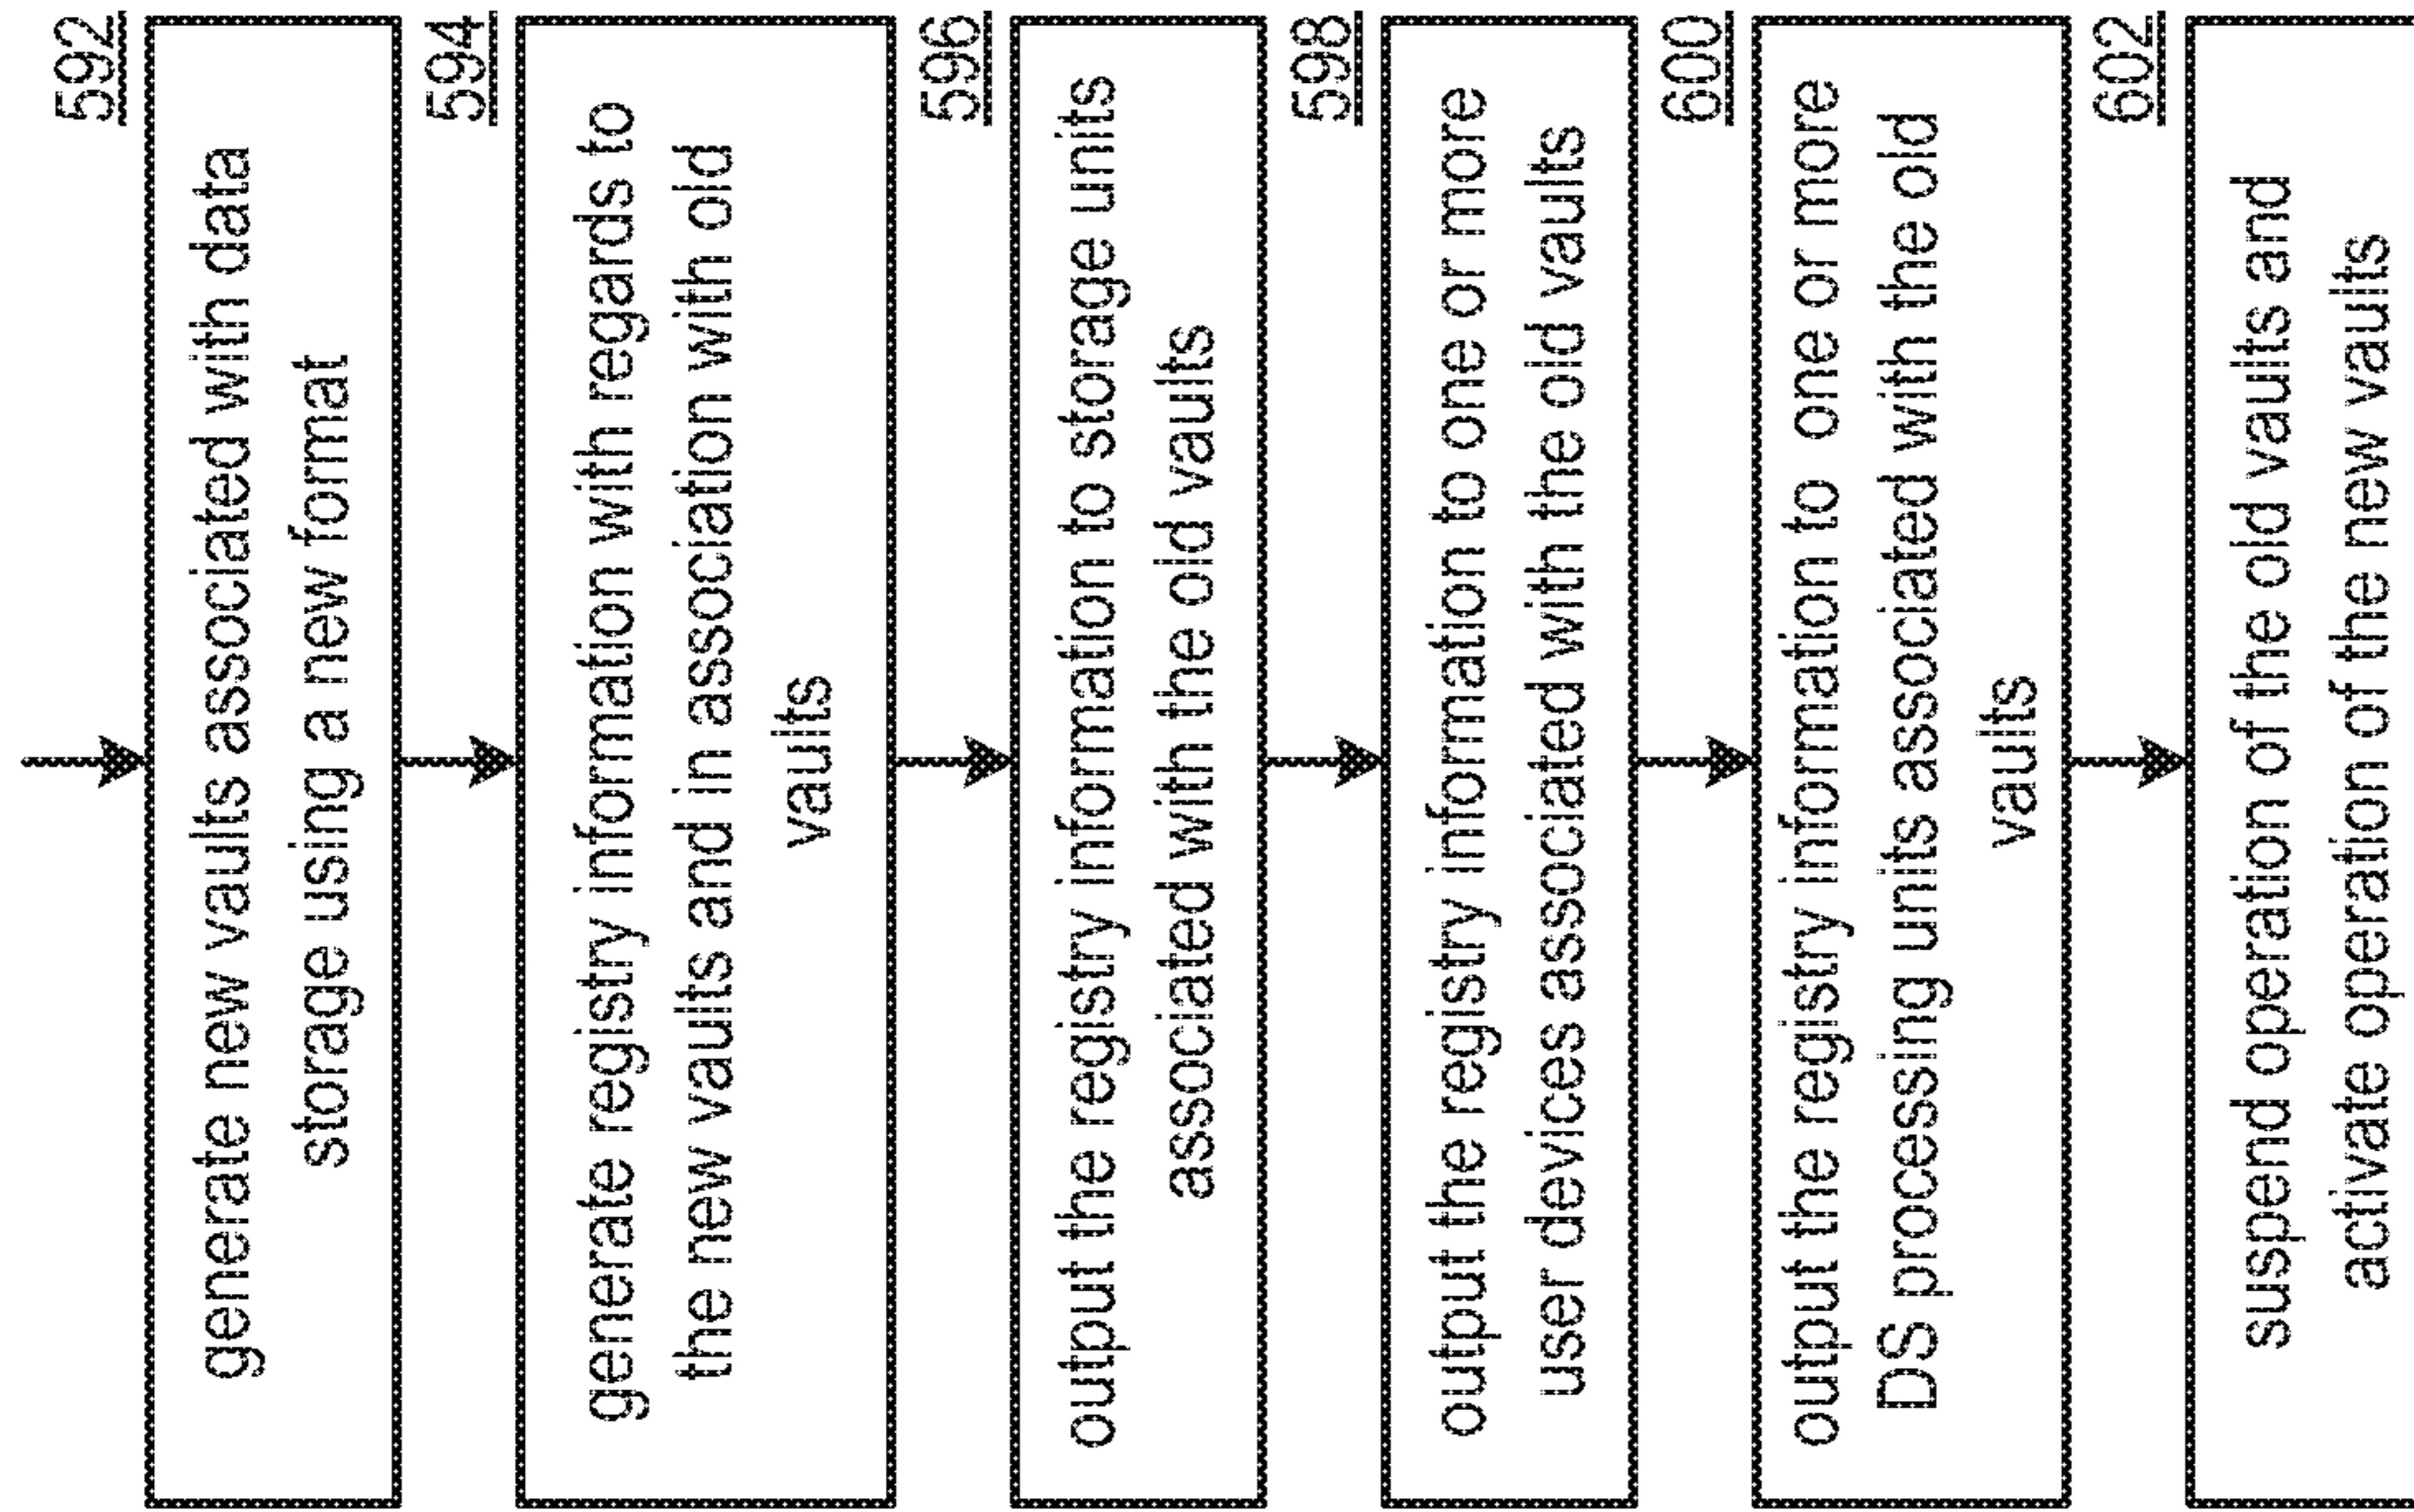 592
generate new vaults associated with data
storage using a new format
594
generate registry information with regards to
the new vaults and in association with old
vaults
596
output the registry information to storage units
associated with the old vaults
598
output the registry information to one or more
user devices associated with the old vaults
600
output the registry information to one or more
DS processing units associated with the old
vaults
602
suspend operation of the old vaults and
activate operation of the new vaults